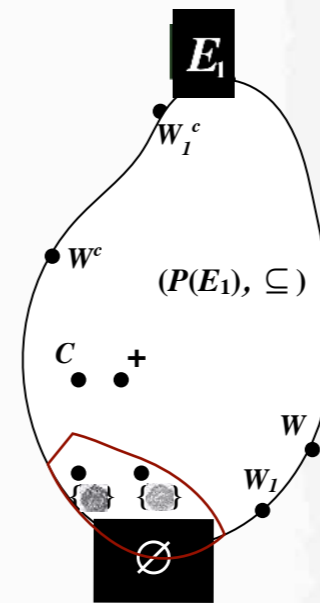 E₁
W₁ᶜ
Wᶜ
(P(E₁), ⊆ )
C +
W
W₁
{ } { }
∅